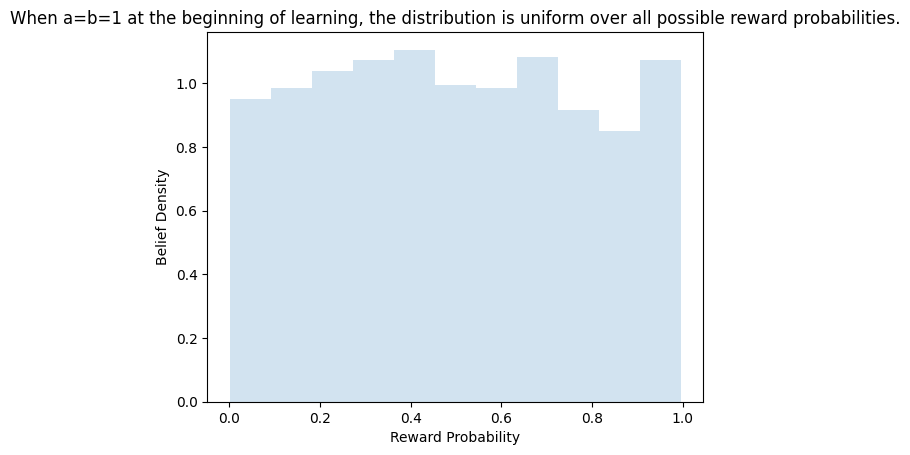 When a=b=1 at the beginning of learning, the distribution is uniform over all possible reward probabilities.
1.0
0.8
0.6
0.4
0.2
0.0
Belief Density
0.0 0.2 0.4 0.6 0.8 1.0
Reward Probability